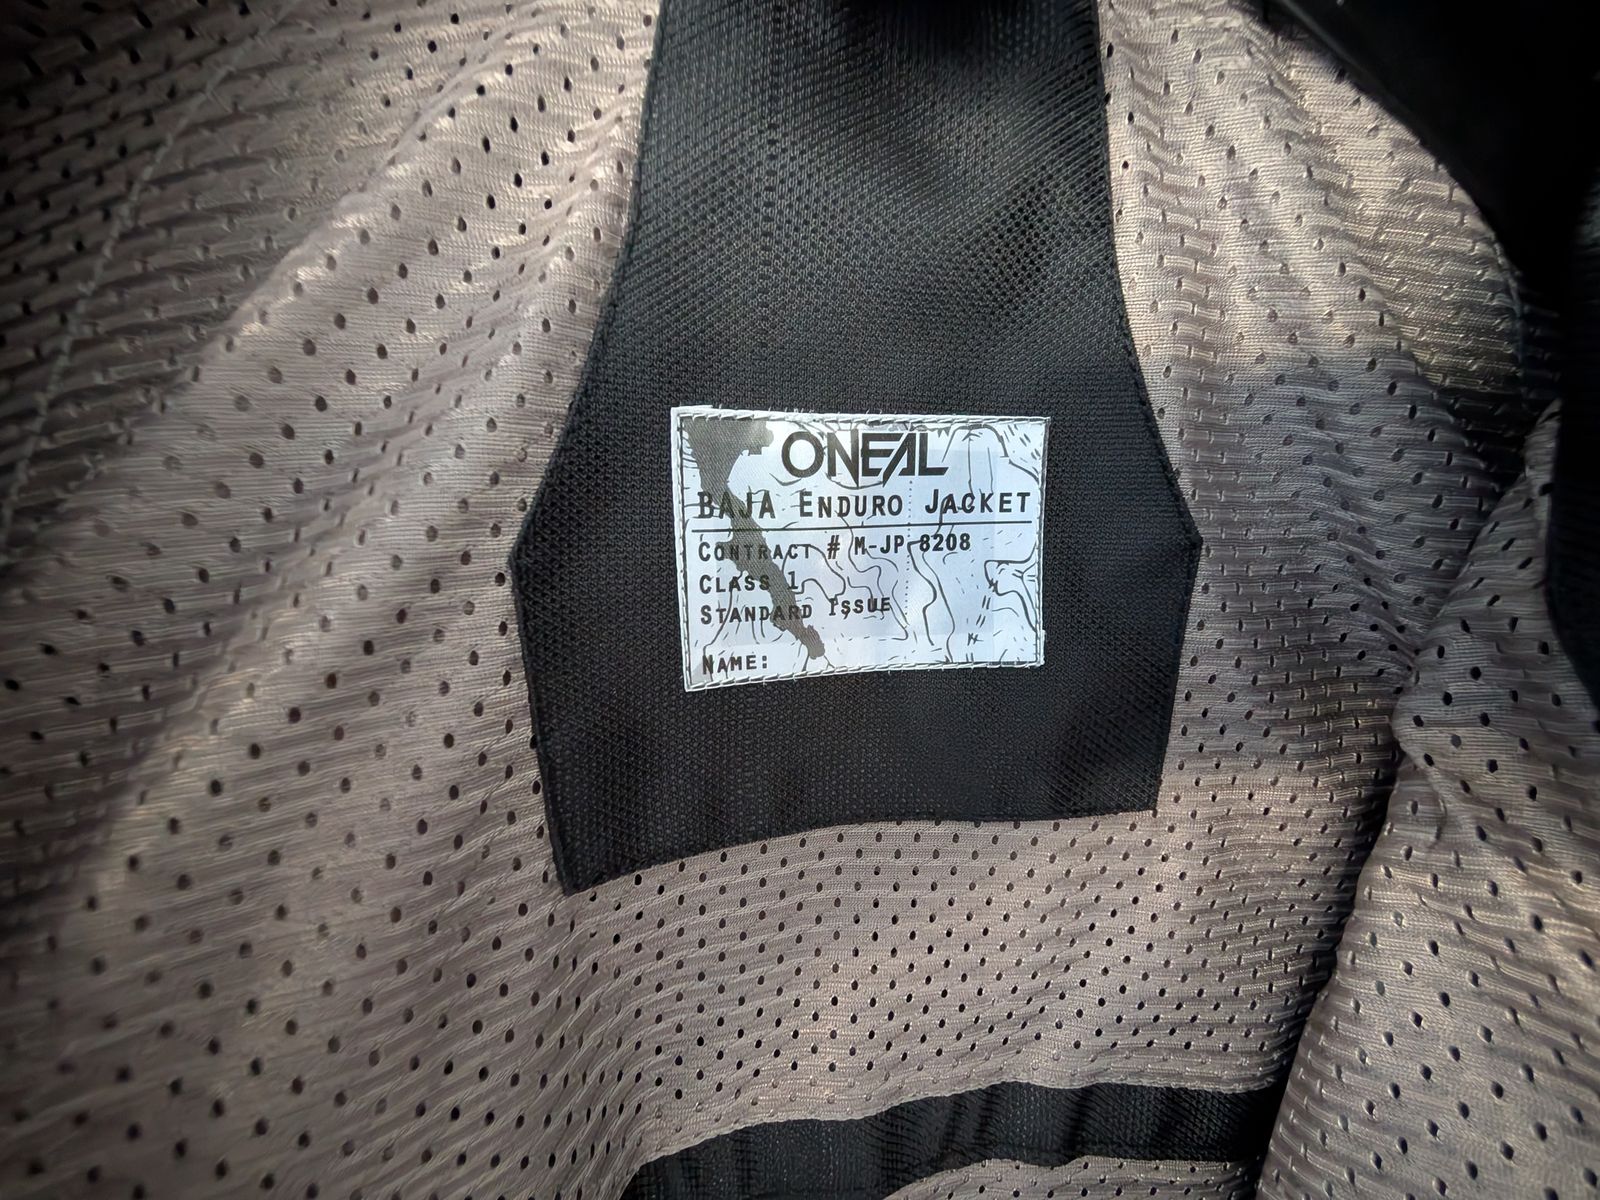 ONEAL
BAJA ENDURO JACKET
CONTRACT # M-JP-8208
CLASS 1
STANDARD ISSUE
NAME: